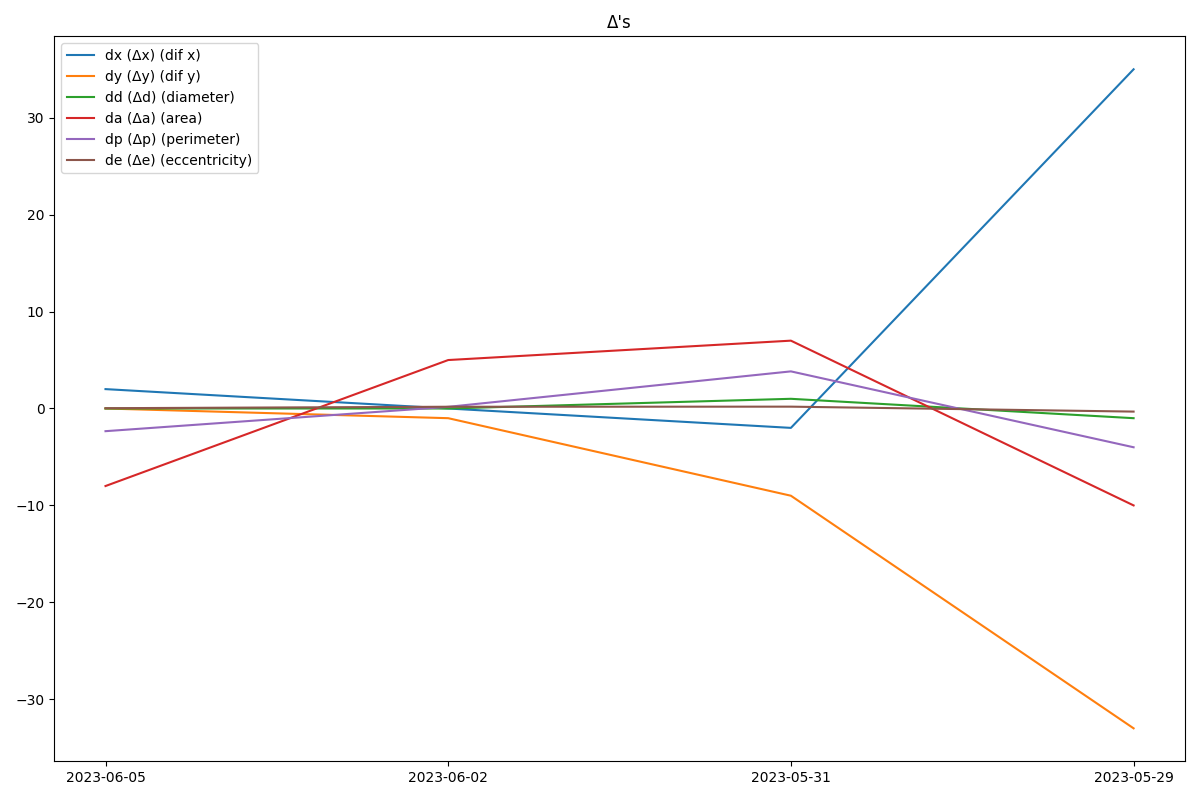 Δ's
dx (Δx) (dif x)
dy (Δy) (dif y)
dd (Δd) (diameter)
da (Δa) (area)
dp (Δp) (perimeter)
de (Δe) (eccentricity)
30
20
10
0
−10
−20
−30
2023-06-05 2023-06-02 2023-05-31 2023-05-29